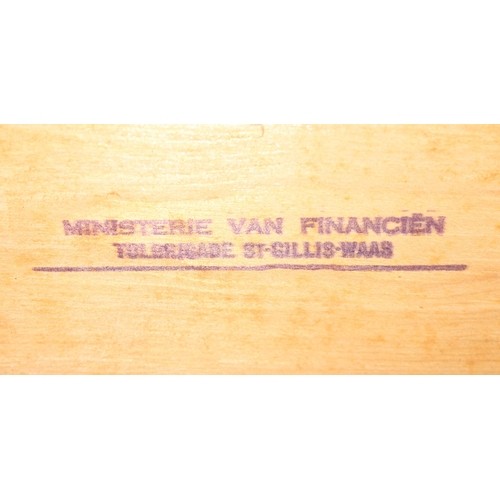 MINISTERIE VAN FINANCIËN
TOLBRIGADE ST-GILLIS-WAAS